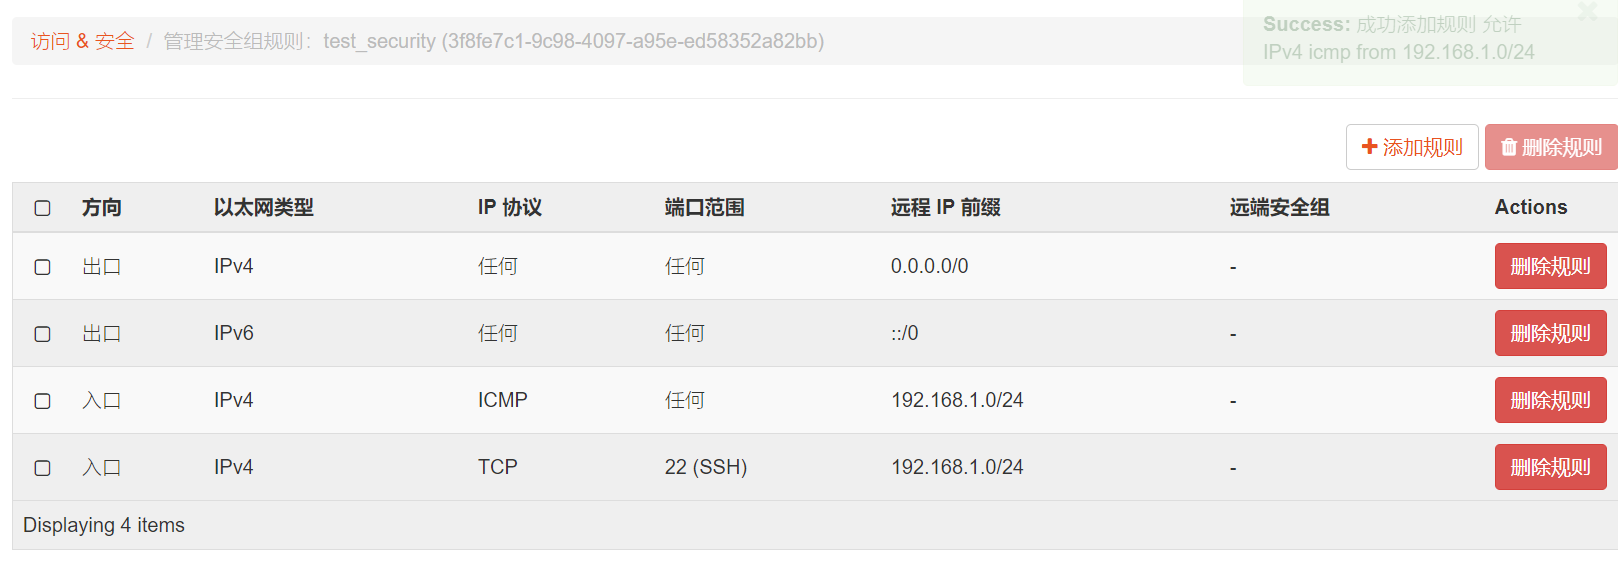 访问 & 安全 / 管理安全组规则：test_security (3f8fe7c1-9c98-4097-a95e-ed58352a82bb)
Success: 成功添加规则 允许
IPv4 icmp from 192.168.1.0/24
添加规则 删除规则
方向 以太网类型 IP 协议 端口范围 远程 IP 前缀 远端安全组 Actions
出口 IPv4 任何 任何 0.0.0.0/0 - 删除规则
出口 IPv6 任何 任何 ::/0 - 删除规则
入口 IPv4 ICMP 任何 192.168.1.0/24 - 删除规则
入口 IPv4 TCP 22 (SSH) 192.168.1.0/24 - 删除规则
Displaying 4 items